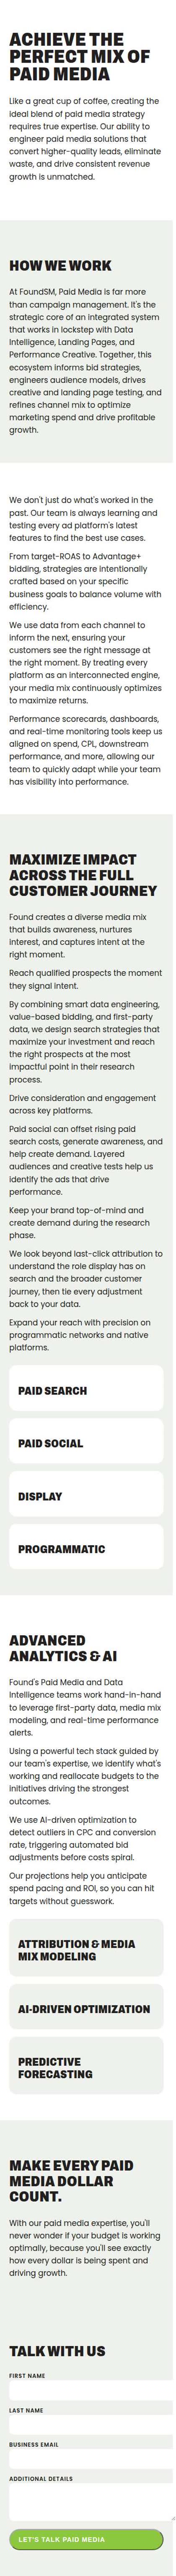 ACHIEVE THE
PERFECT MIX OF
PAID MEDIA
Like a great cup of coffee, creating the
ideal blend of paid media strategy
requires true expertise. Our ability to
engineer paid media solutions that
convert higher-quality leads, eliminate
waste, and drive consistent revenue
growth is unmatched.
HOW WE WORK
At FoundSM, Paid Media is far more
than campaign management. It's the
strategic core of an integrated system
that works in lockstep with Data
Intelligence, Landing Pages, and
Performance Creative. Together, this
ecosystem informs bid strategies,
engineers audience models, drives
creative and landing page testing, and
refines channel mix to optimize
marketing spend and drive profitable
growth.
We don't just do what's worked in the
past. Our team is always learning and
testing every ad platform's latest
features to find the best use cases.
From target-ROAS to Advantage+
bidding, strategies are intentionally
crafted based on your specific
business goals to balance volume with
efficiency.
We use data from each channel to
inform the next, ensuring your
customers see the right message at
the right moment. By treating every
platform as an interconnected engine,
your media mix continuously optimizes
to maximize returns.
Performance scorecards, dashboards,
and real-time monitoring tools keep us
aligned on spend, CPL, downstream
performance, and more, allowing our
team to quickly adapt while your team
has visibility into performance.
MAXIMIZE IMPACT
ACROSS THE FULL
CUSTOMER JOURNEY
Found creates a diverse media mix
that builds awareness, nurtures
interest, and captures intent at the
right moment.
Reach qualified prospects the moment
they signal intent.
By combining smart data engineering,
value-based bidding, and first-party
data, we design search strategies that
maximize your investment and reach
the right prospects at the most
impactful point in their research
process.
Drive consideration and engagement
across key platforms.
Paid social can offset rising paid
search costs, generate awareness, and
help create demand. Layered
audiences and creative tests help us
identify the ads that drive
performance.
Keep your brand top-of-mind and
create demand during the research
phase.
We look beyond last-click attribution to
understand the role display has on
search and the broader customer
journey, then tie every adjustment
back to your data.
Expand your reach with precision on
programmatic networks and native
platforms.
PAID SEARCH
PAID SOCIAL
DISPLAY
PROGRAMMATIC
ADVANCED
ANALYTICS & AI
Found's Paid Media and Data
Intelligence teams work hand-in-hand
to leverage first-party data, media mix
modeling, and real-time performance
alerts.
Using a powerful tech stack guided by
our team's expertise, we identify what's
working and reallocate budgets to the
initiatives driving the strongest
outcomes.
We use AI-driven optimization to
detect outliers in CPC and conversion
rate, triggering automated bid
adjustments before costs spiral.
Our projections help you anticipate
spend pacing and ROI, so you can hit
targets without guesswork.
ATTRIBUTION & MEDIA
MIX MODELING
AI-DRIVEN OPTIMIZATION
PREDICTIVE
FORECASTING
MAKE EVERY PAID
MEDIA DOLLAR
COUNT.
With our paid media expertise, you'll
never wonder if your budget is working
optimally, because you'll see exactly
how every dollar is being spent and
driving growth.
TALK WITH US
FIRST NAME
LAST NAME
BUSINESS EMAIL
ADDITIONAL DETAILS
LET'S TALK PAID MEDIA